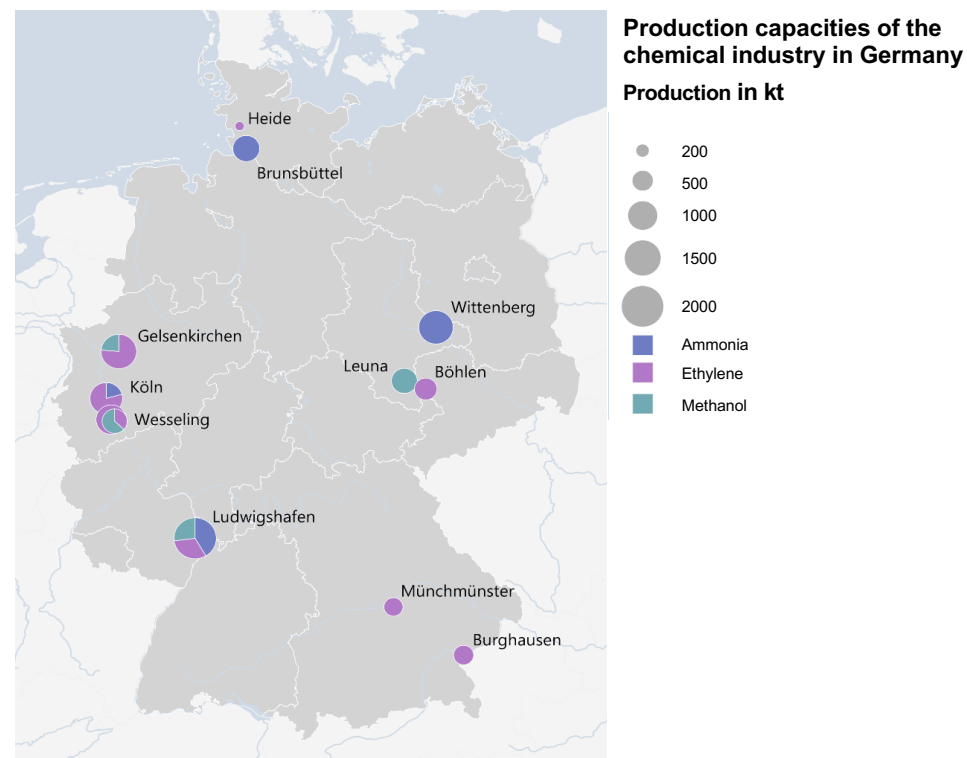 Production capacities of the
chemical industry in Germany
Production in kt
200
500
1000
1500
2000
Ammonia
Ethylene
Methanol
Heide
Brunsbüttel
Wittenberg
Gelsenkirchen
Leuna
Böhlen
Köln
Wesseling
Ludwigshafen
Münchmünster
Burghausen